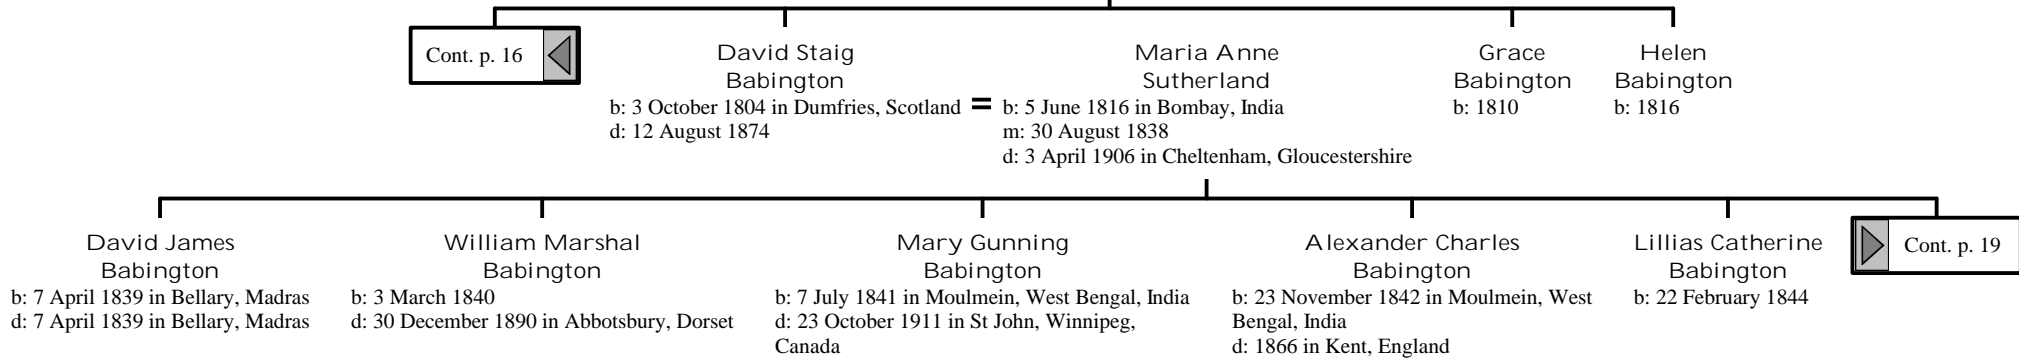 Cont. p. 16
David Staig
Babington
b: 3 October 1804 in Dumfries, Scotland
d: 12 August 1874
=
Maria Anne
Sutherland
b: 5 June 1816 in Bombay, India
m: 30 August 1838
d: 3 April 1906 in Cheltenham, Gloucestershire
Grace
Babington
b: 1810
Helen
Babington
b: 1816
David James
Babington
b: 7 April 1839 in Bellary, Madras
d: 7 April 1839 in Bellary, Madras
William Marshal
Babington
b: 3 March 1840
d: 30 December 1890 in Abbotsbury, Dorset
Mary Gunning
Babington
b: 7 July 1841 in Moulmein, West Bengal, India
d: 23 October 1911 in St John, Winnipeg,
Canada
Alexander Charles
Babington
b: 23 November 1842 in Moulmein, West
Bengal, India
d: 1866 in Kent, England
Lillias Catherine
Babington
b: 22 February 1844
Cont. p. 19